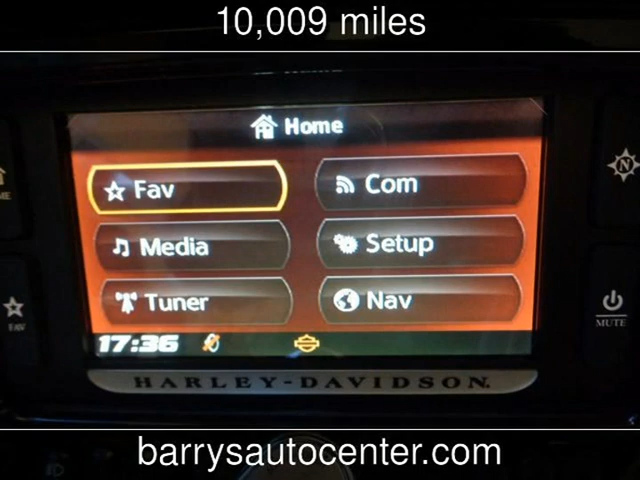 10,009 miles
Home
Fav
Com
Media
Setup
Tuner
Nav
17:36
N
FAV
MUTE
HARLEY-DAVIDSON
barrysautocenter.com